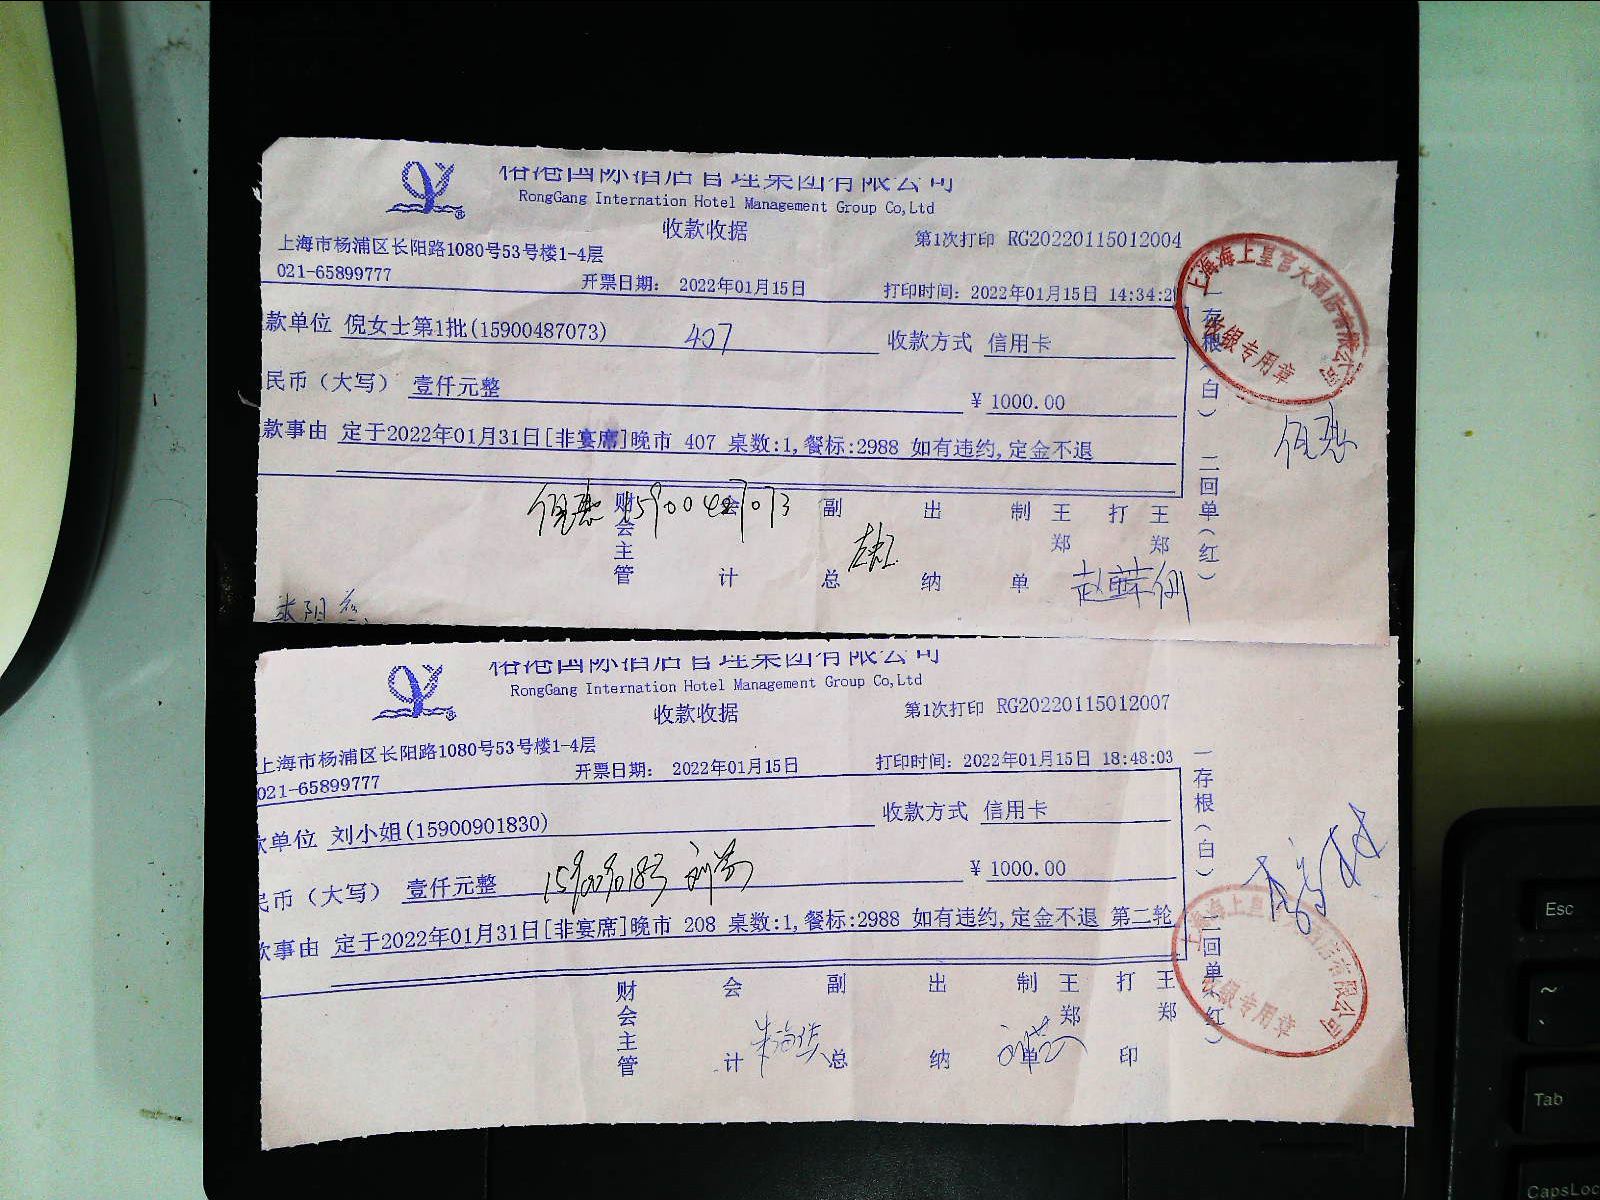 榕港国际酒店管理集团有限公司
RongGang Internation Hotel Management Group Co,Ltd
收款收据
第1次打印 RG20220115012004
上海市杨浦区长阳路1080号53号楼1-4层
021-65899777
开票日期： 2022年01月15日
打印时间：2022年01月15日 14:34:2
款单位 倪女士第1批(15900487073) 407 收款方式 信用卡
民币（大写） 壹仟元整 ¥ 1000.00
款事由 定于2022年01月31日[非宴席]晚市 407 桌数:1,餐标:2988 如有违约,定金不退
一存根（白） 二回单（红）
上海海上皇宫大酒店有限公司
收银专用章
15900487073
财会主管 会计 副总 出纳 制单 王郑 打 王郑
榕港国际酒店管理集团有限公司
RongGang Internation Hotel Management Group Co,Ltd
收款收据
第1次打印 RG20220115012007
上海市杨浦区长阳路1080号53号楼1-4层
021-65899777
开票日期： 2022年01月15日
打印时间：2022年01月15日 18:48:03
款单位 刘小姐(15900901830) 收款方式 信用卡
民币（大写） 壹仟元整 ¥ 1000.00
款事由 定于2022年01月31日[非宴席]晚市 208 桌数:1,餐标:2988 如有违约,定金不退 第二轮
一存根（白） 二回单（红）
上海海上皇 酒店有限公司
收银专用章
财会主管 会计 副总 出纳 制单 王郑 打印 王郑
Esc
~
Tab
CapsLoc